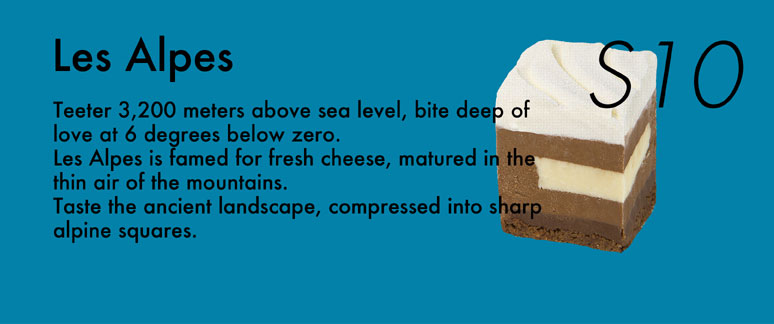 Les Alpes
S10
Teeter 3,200 meters above sea level, bite deep of
love at 6 degrees below zero.
Les Alpes is famed for fresh cheese, matured in the
thin air of the mountains.
Taste the ancient landscape, compressed into sharp
alpine squares.